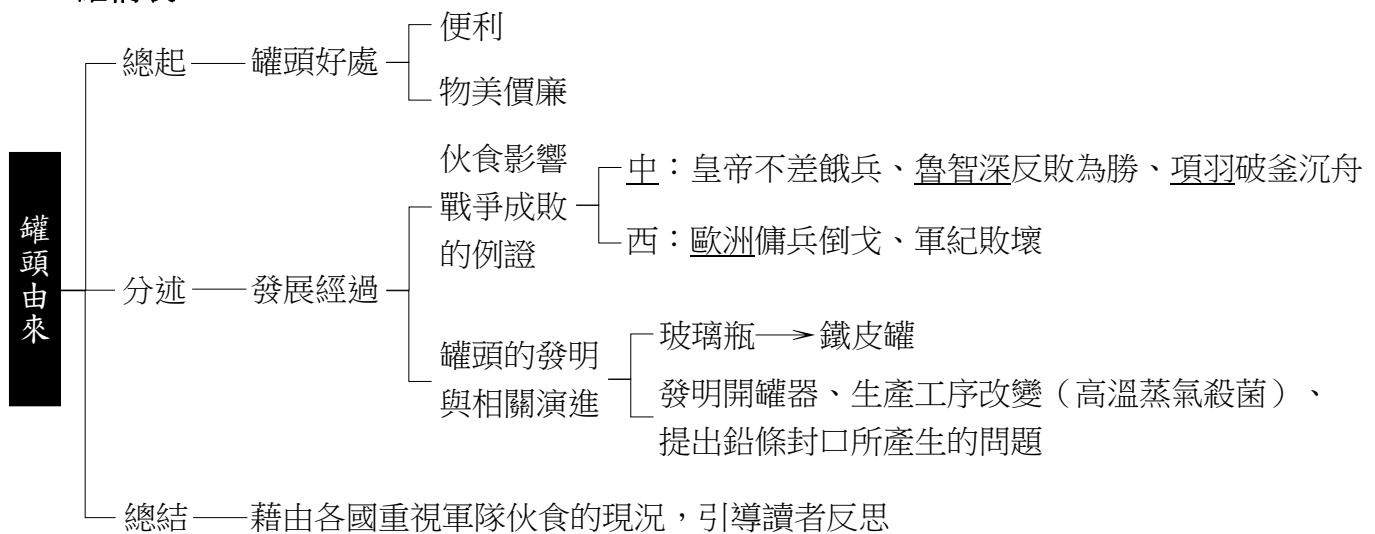 罐頭由來
總起
罐頭好處
便利
物美價廉
分述
發展經過
伙食影響
戰爭成敗
的例證
中：皇帝不差餓兵、魯智深反敗為勝、項羽破釜沉舟
西：歐洲傭兵倒戈、軍紀敗壞
罐頭的發明
與相關演進
玻璃瓶→鐵皮罐
發明開罐器、生產工序改變（高溫蒸氣殺菌）、
提出鉛條封口所產生的問題
總結
藉由各國重視軍隊伙食的現況，引導讀者反思